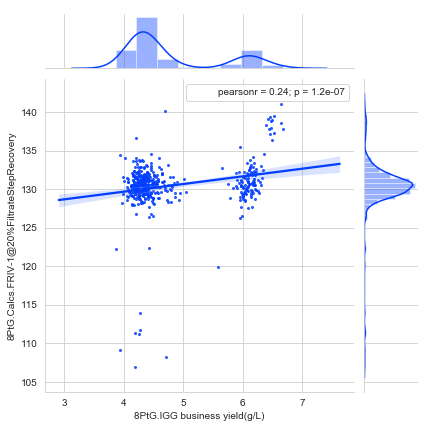 pearsonr = 0.24; p = 1.2e-07
140
135
130
125
120
115
110
105
8PtG.Calcs.FRIV-1@20%FiltrateStepRecovery
3 4 5 6 7
8PtG.IGG business yield(g/L)